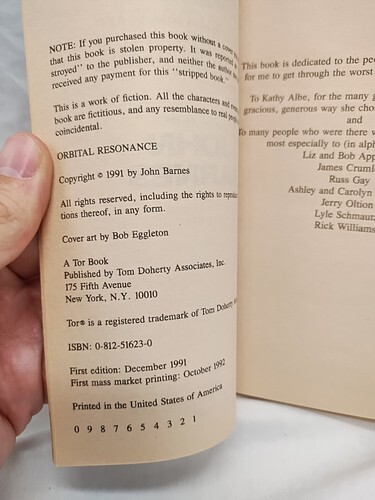 NOTE: If you purchased this book without a cover
that this book is stolen property. It was reported
stroyed" to the publisher, and neither the author
received any payment for this "stripped book."
This is a work of fiction. All the characters and
book are fictitious, and any resemblance to real
coincidental.
ORBITAL RESONANCE
Copyright © 1991 by John Barnes
All rights reserved, including the rights to
tions thereof, in any form.
Cover art by Bob Eggleton
A Tor Book
Published by Tom Doherty Associates, Inc.
175 Fifth Avenue
New York, N.Y. 10010
Tor® is a registered trademark of Tom Doherty
ISBN: 0-812-51623-0
First edition: December 1991
First mass market printing: October 1992
Printed in the United States of America
0 9 8 7 6 5 4 3 2 1
This book is dedicated to the
for me to get through the worst
To Kathy Albe, for the many
gracious, generous way she
and
To many people who were there
most especially to (in
Liz and Bob
James
Russ Gay
Ashley and Carolyn
Jerry Oltion
Lyle
Rick Williams